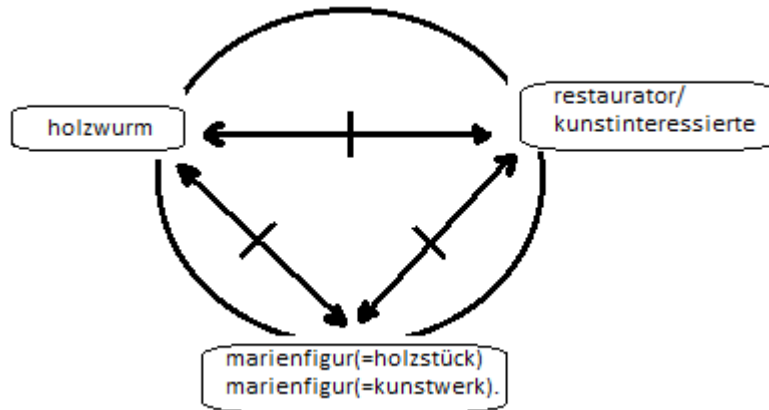 holzwurm
restaurator/
kunstinteressierte
marienfigur(=holzstück)
marienfigur(=kunstwerk).